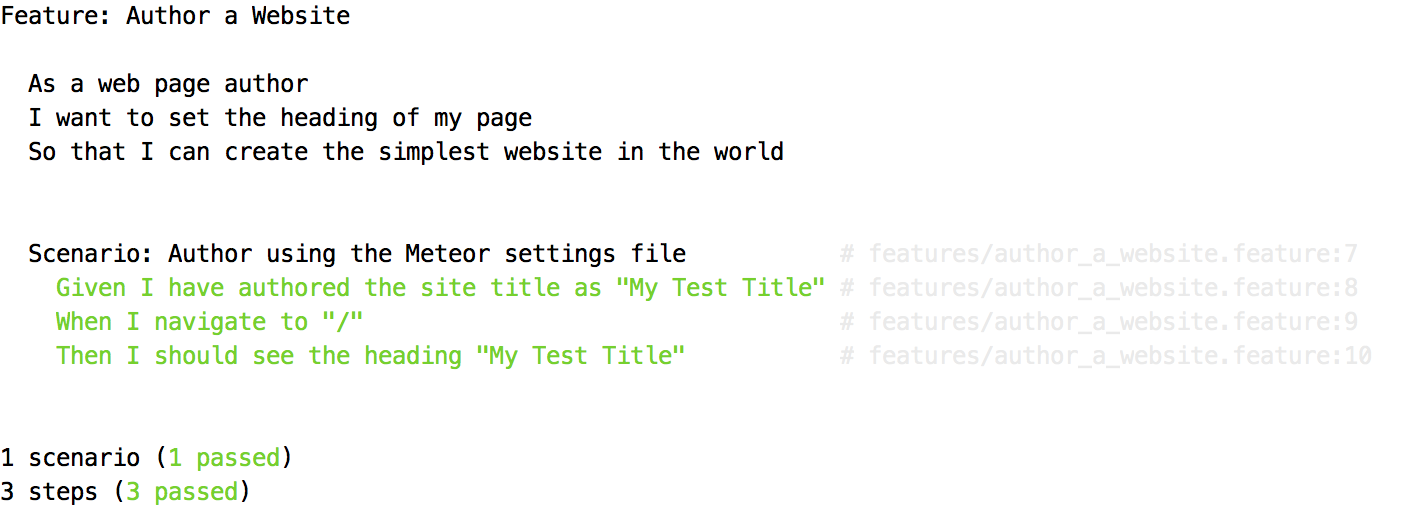 Feature: Author a Website
As a web page author
I want to set the heading of my page
So that I can create the simplest website in the world
Scenario: Author using the Meteor settings file # features/author_a_website.feature:7
Given I have authored the site title as "My Test Title" # features/author_a_website.feature:8
When I navigate to "/" # features/author_a_website.feature:9
Then I should see the heading "My Test Title" # features/author_a_website.feature:10
1 scenario (1 passed)
3 steps (3 passed)